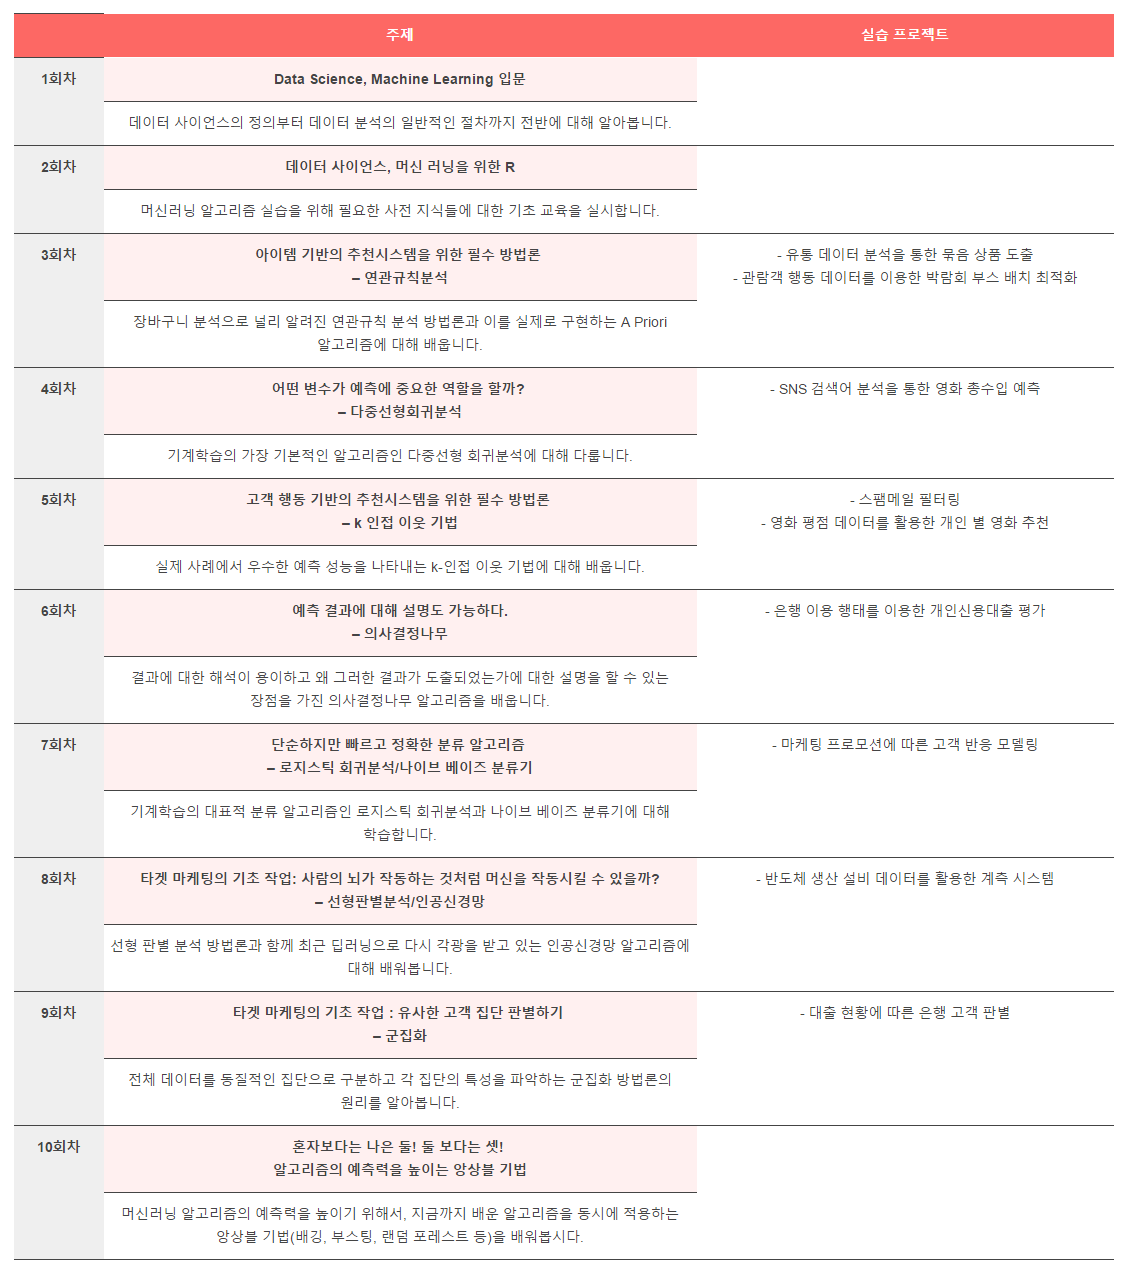 주제 실습 프로젝트
1회차 Data Science, Machine Learning 입문
데이터 사이언스의 정의부터 데이터 분석의 일반적인 절차까지 전반에 대해 알아봅니다.
2회차 데이터 사이언스, 머신 러닝을 위한 R
머신러닝 알고리즘 실습을 위해 필요한 사전 지식들에 대한 기초 교육을 실시합니다.
3회차 아이템 기반의 추천시스템을 위한 필수 방법론 - 유통 데이터 분석을 통한 묶음 상품 도출
– 연관규칙분석 - 관람객 행동 데이터를 이용한 박람회 부스 배치 최적화
장바구니 분석으로 널리 알려진 연관규칙 분석 방법론과 이를 실제로 구현하는 A Priori
알고리즘에 대해 배웁니다.
4회차 어떤 변수가 예측에 중요한 역할을 할까? - SNS 검색어 분석을 통한 영화 총수입 예측
– 다중선형회귀분석
기계학습의 가장 기본적인 알고리즘인 다중선형 회귀분석에 대해 다룹니다.
5회차 고객 행동 기반의 추천시스템을 위한 필수 방법론 - 스팸메일 필터링
– k 인접 이웃 기법 - 영화 평점 데이터를 활용한 개인 별 영화 추천
실제 사례에서 우수한 예측 성능을 나타내는 k-인접 이웃 기법에 대해 배웁니다.
6회차 예측 결과에 대해 설명도 가능하다. - 은행 이용 행태를 이용한 개인신용대출 평가
– 의사결정나무
결과에 대한 해석이 용이하고 왜 그러한 결과가 도출되었는가에 대한 설명을 할 수 있는
장점을 가진 의사결정나무 알고리즘을 배웁니다.
7회차 단순하지만 빠르고 정확한 분류 알고리즘 - 마케팅 프로모션에 따른 고객 반응 모델링
– 로지스틱 회귀분석/나이브 베이즈 분류기
기계학습의 대표적 분류 알고리즘인 로지스틱 회귀분석과 나이브 베이즈 분류기에 대해
학습합니다.
8회차 타겟 마케팅의 기초 작업: 사람의 뇌가 작동하는 것처럼 머신을 작동시킬 수 있을까? - 반도체 생산 설비 데이터를 활용한 계측 시스템
– 선형판별분석/인공신경망
선형 판별 분석 방법론과 함께 최근 딥러닝으로 다시 각광을 받고 있는 인공신경망 알고리즘에
대해 배워봅니다.
9회차 타겟 마케팅의 기초 작업 : 유사한 고객 집단 판별하기 - 대출 현황에 따른 은행 고객 판별
– 군집화
전체 데이터를 동질적인 집단으로 구분하고 각 집단의 특성을 파악하는 군집화 방법론의
원리를 알아봅니다.
10회차 혼자보다는 나은 둘! 둘 보다는 셋!
알고리즘의 예측력을 높이는 앙상블 기법
머신러닝 알고리즘의 예측력을 높이기 위해서, 지금까지 배운 알고리즘을 동시에 적용하는
앙상블 기법(배깅, 부스팅, 랜덤 포레스트 등)을 배워봅시다.